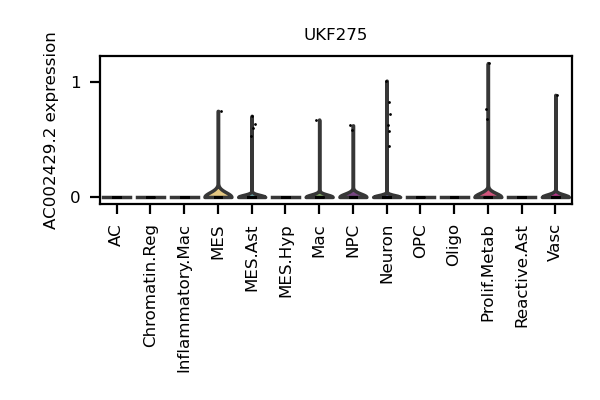 UKF275
AC002429.2 expression
1
0
AC
Chromatin.Reg
Inflammatory.Mac
MES
MES.Ast
MES.Hyp
Mac
NPC
Neuron
OPC
Oligo
Prolif.Metab
Reactive.Ast
Vasc